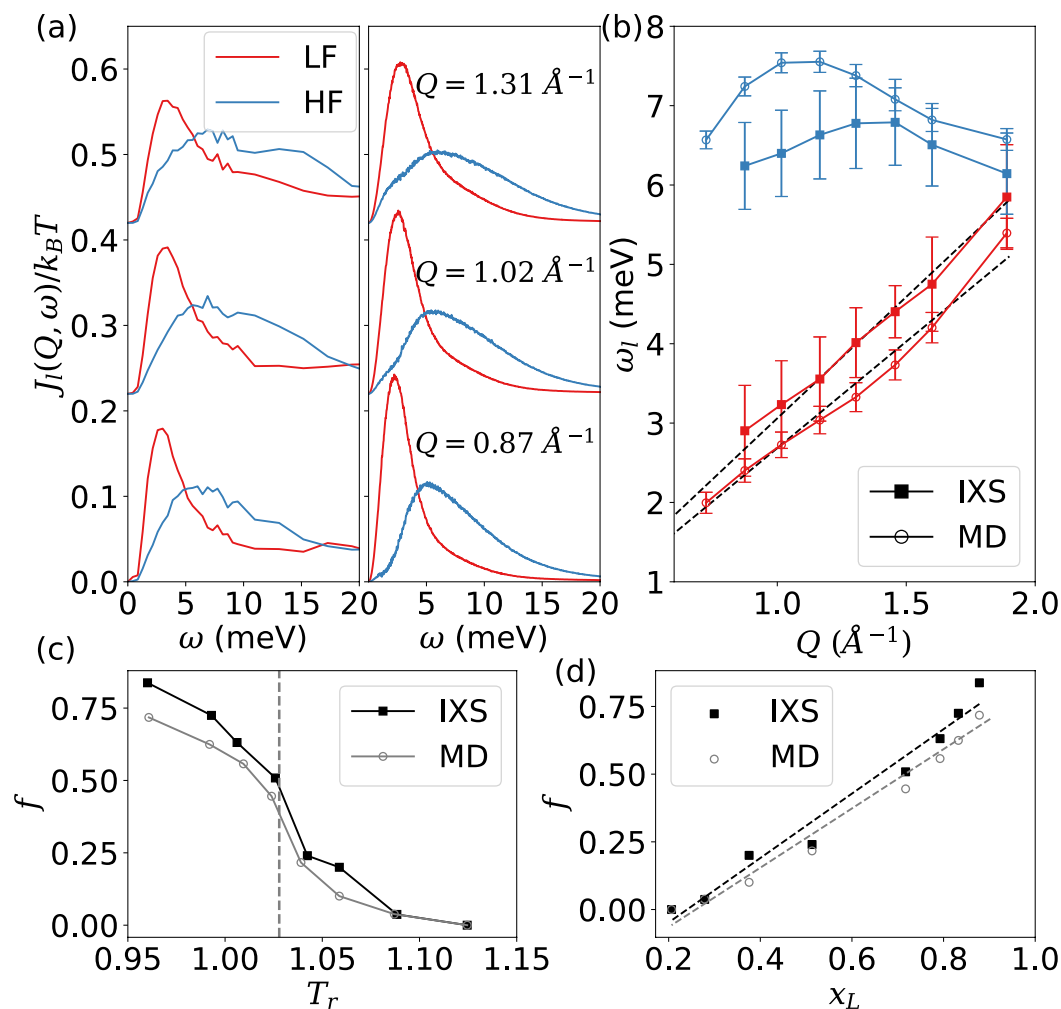 (a)
LF
HF
J_l(Q, ω)/k_BT
0.6
0.5
0.4
0.3
0.2
0.1
0.0
Q = 1.31 Å⁻¹
Q = 1.02 Å⁻¹
Q = 0.87 Å⁻¹
0 5 10 15 20
ω (meV)
0 5 10 15 20
ω (meV)
(b)
8
7
6
5
4
3
2
1
ω_l (meV)
IXS
MD
1.0 1.5 2.0
Q (Å⁻¹)
(c)
f
0.75
0.50
0.25
0.00
IXS
MD
0.95 1.00 1.05 1.10 1.15
T_r
(d)
f
0.75
0.50
0.25
0.00
IXS
MD
0.2 0.4 0.6 0.8 1.0
x_L